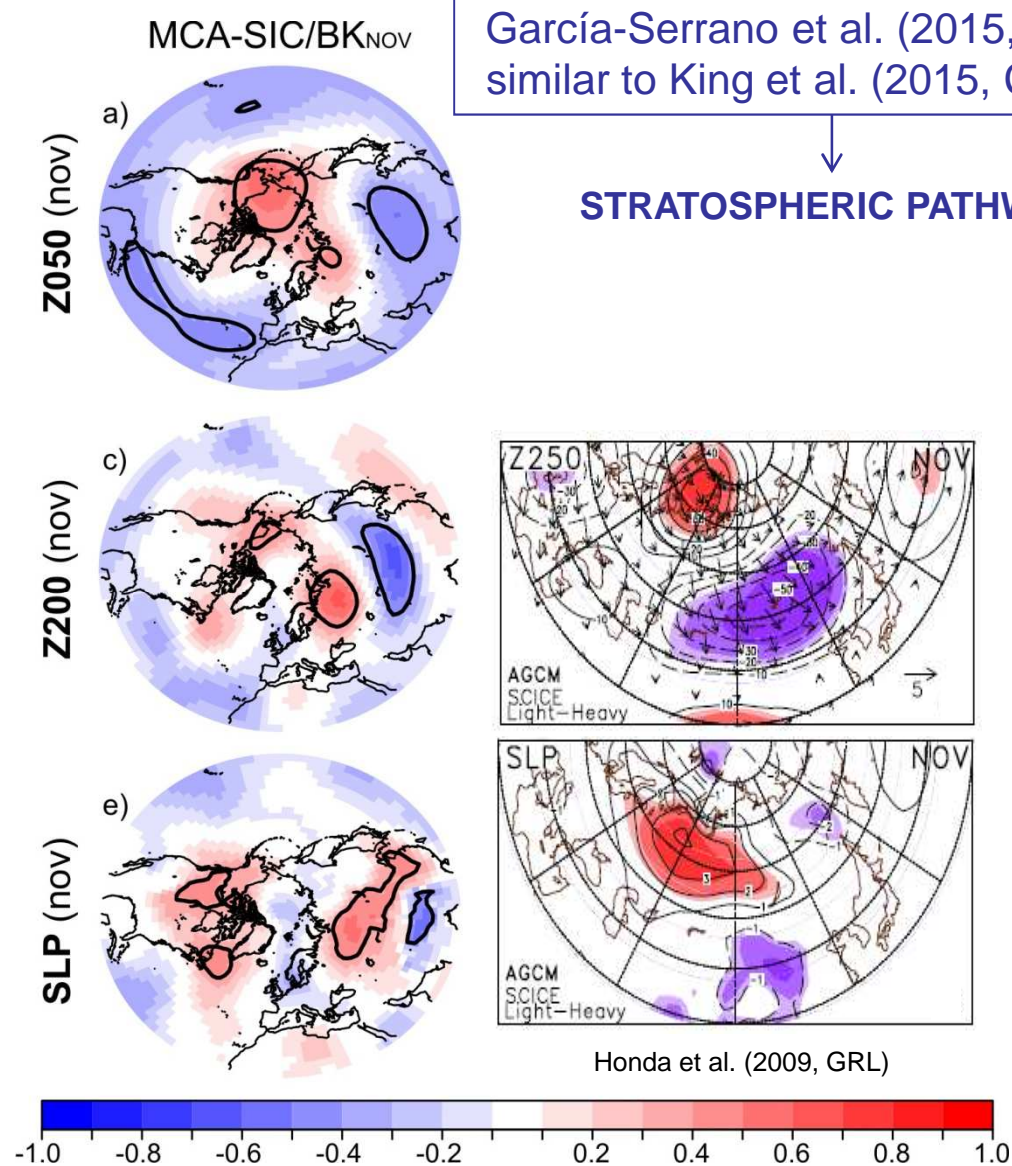 MCA-SIC/BKNOV
García-Serrano et al. (2015,
similar to King et al. (2015,
STRATOSPHERIC
a)
Z050 (nov)
c)
Z200 (nov)
Z250
NOV
AGCM
SCICE
Light-Heavy
5
e)
SLP (nov)
SLP
NOV
AGCM
SCICE
Light-Heavy
Honda et al. (2009, GRL)
-1.0 -0.8 -0.6 -0.4 -0.2 0.2 0.4 0.6 0.8 1.0